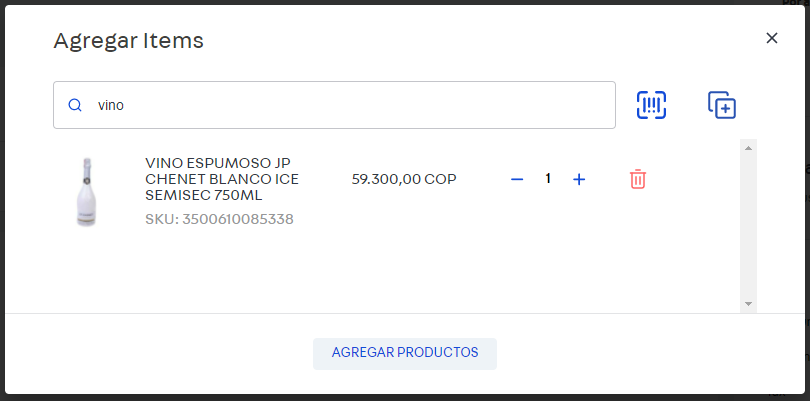 Agregar Items
vino
VINO ESPUMOSO JP
CHENET BLANCO ICE
SEMISEC 750ML
SKU: 3500610085338
59.300,00 COP
1
AGREGAR PRODUCTOS